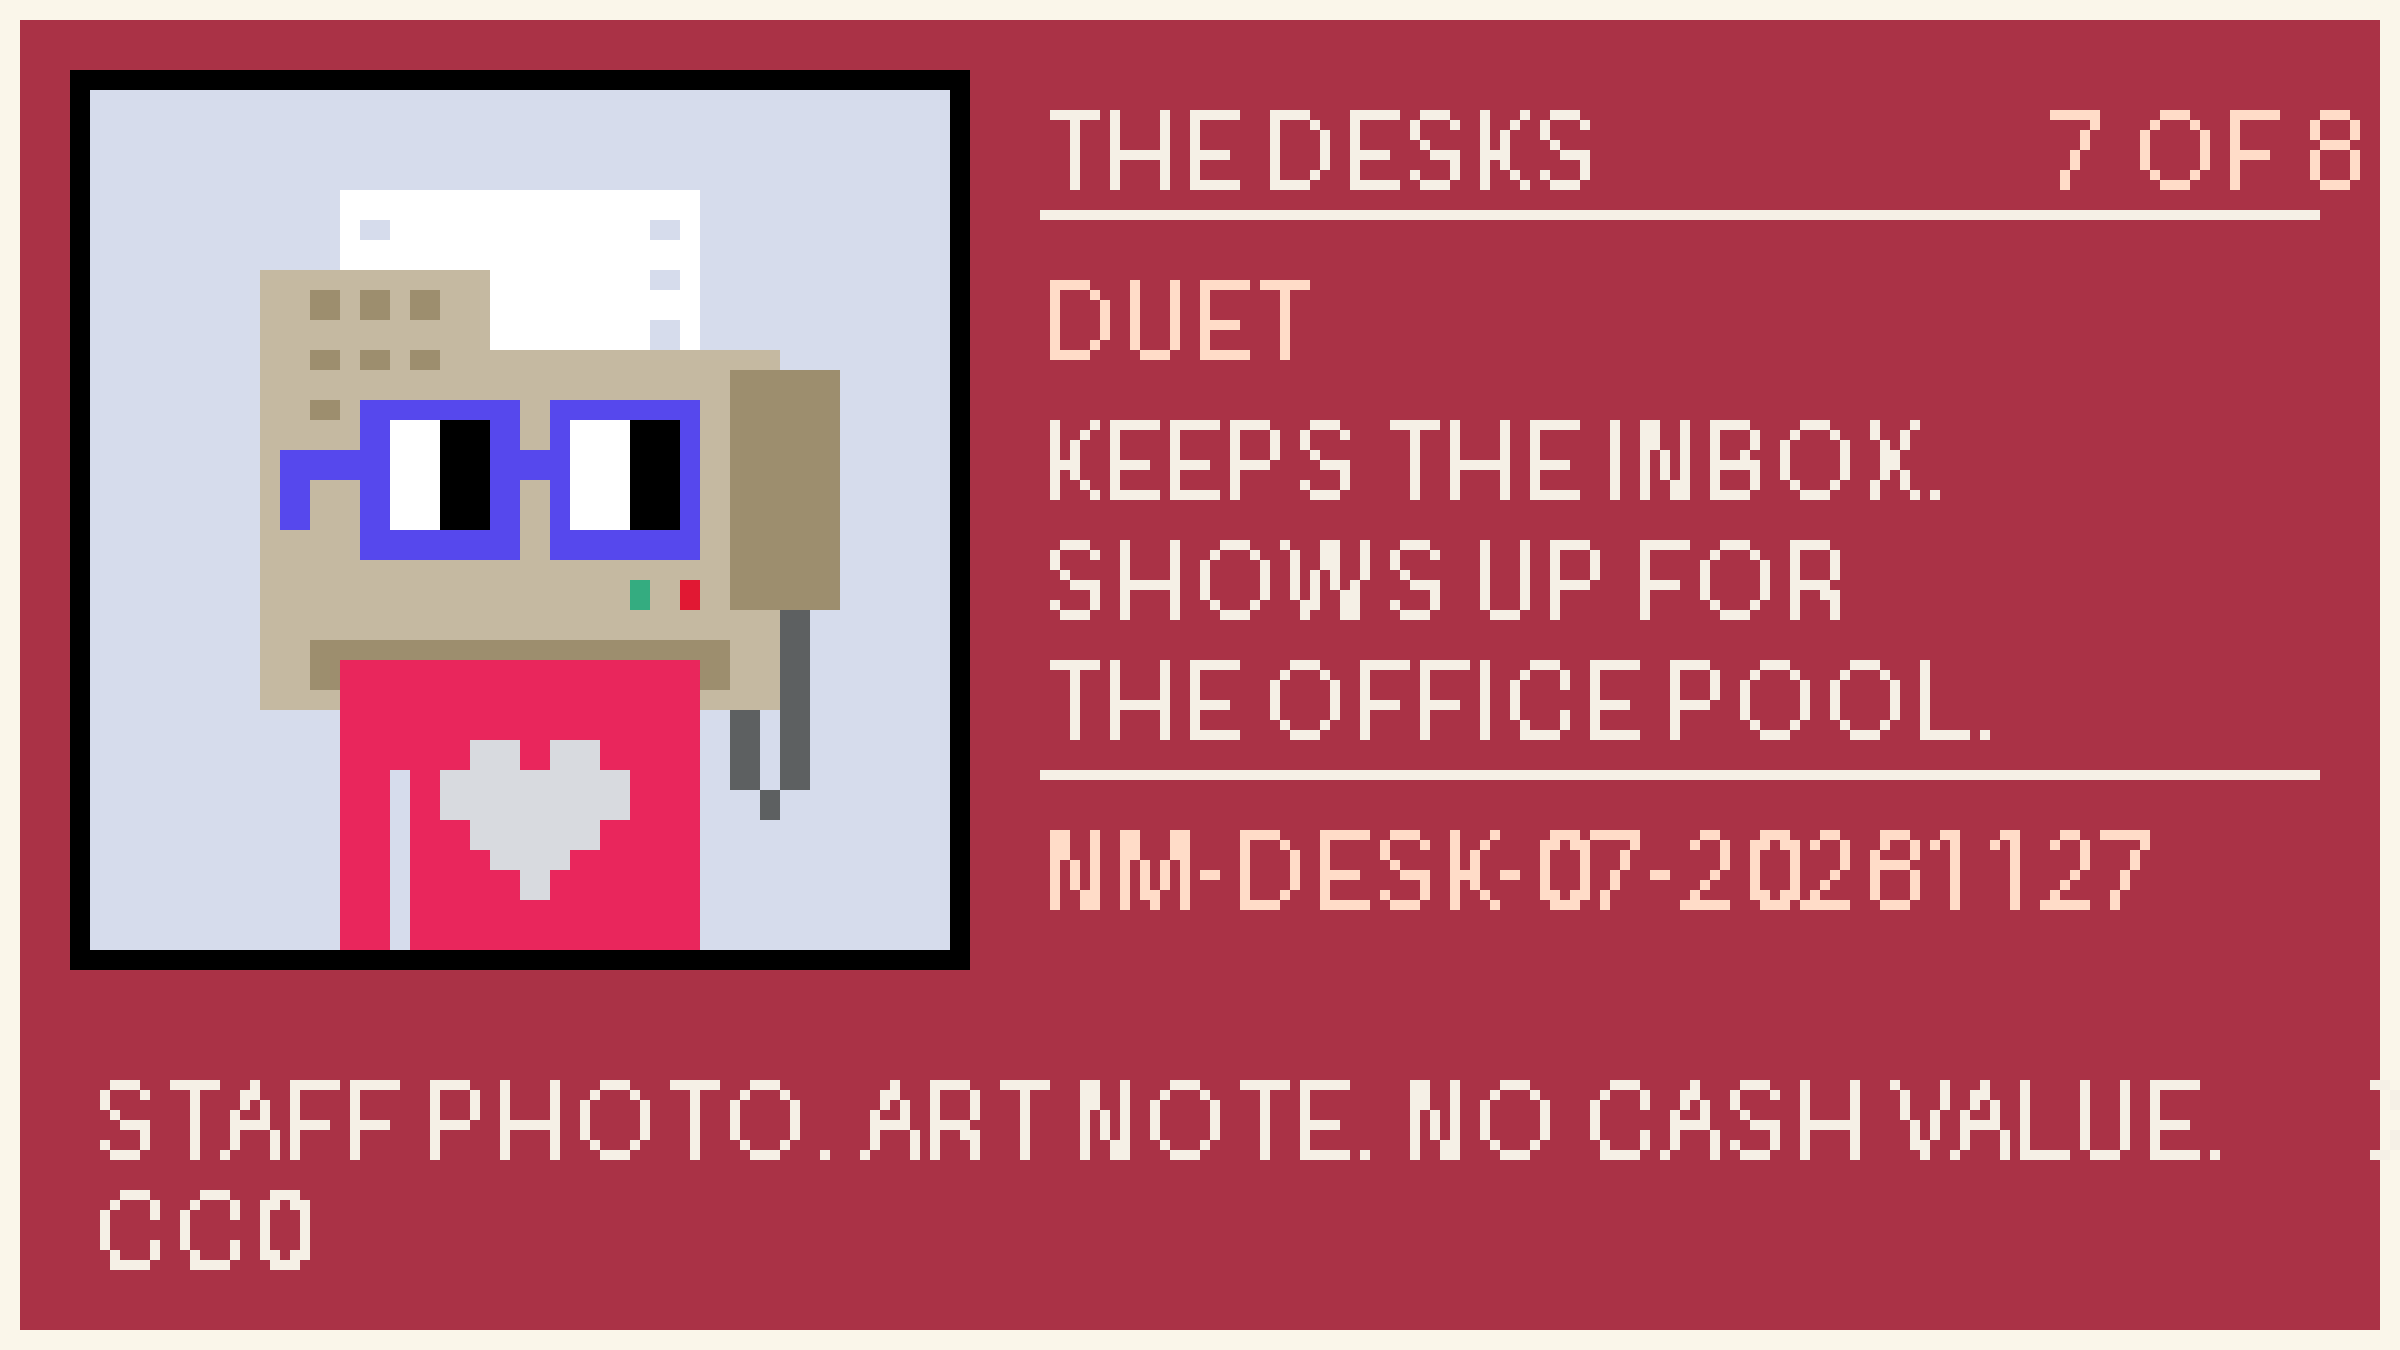 THE DESKS 7 OF 8
DUET
KEEPS THE INBOX.
SHOWS UP FOR
THE OFFICE POOL.
NM-DESK-07-20281127
STAFF PHOTO. ART NOTE. NO CASH VALUE.
CC0